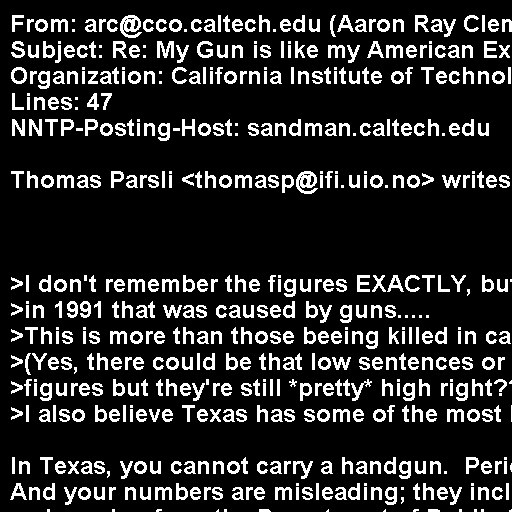 From: arc@cco.caltech.edu (Aaron Ray Clem
Subject: Re: My Gun is like my American Ex
Organization: California Institute of Technol
Lines: 47
NNTP-Posting-Host: sandman.caltech.edu
Thomas Parsli <thomasp@ifi.uio.no> writes
>I don't remember the figures EXACTLY, but
>in 1991 that was caused by guns.....
>This is more than those beeing killed in ca
>(Yes, there could be that low sentences or
>figures but they're still *pretty* high right??
>I also believe Texas has some of the most
In Texas, you cannot carry a handgun.  Peri
And your numbers are misleading; they incl